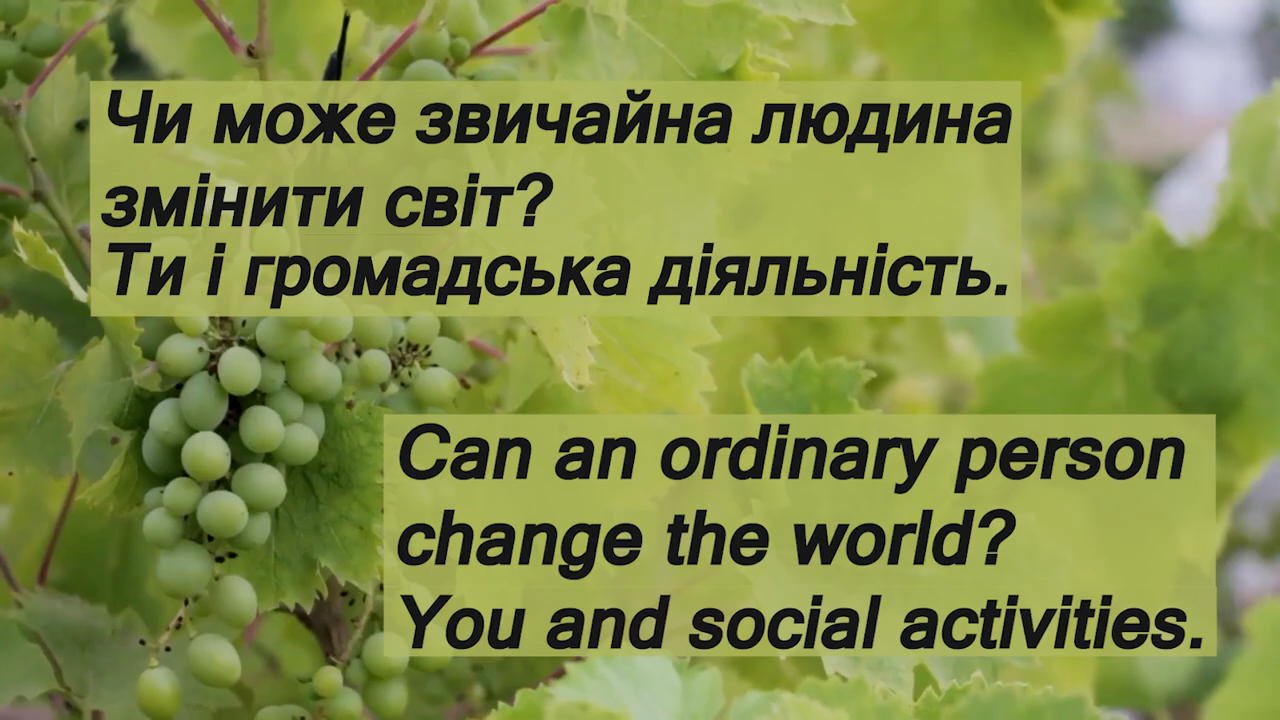 Чи може звичайна людина
змінити світ?
Ти і громадська діяльність.
Can an ordinary person
change the world?
You and social activities.